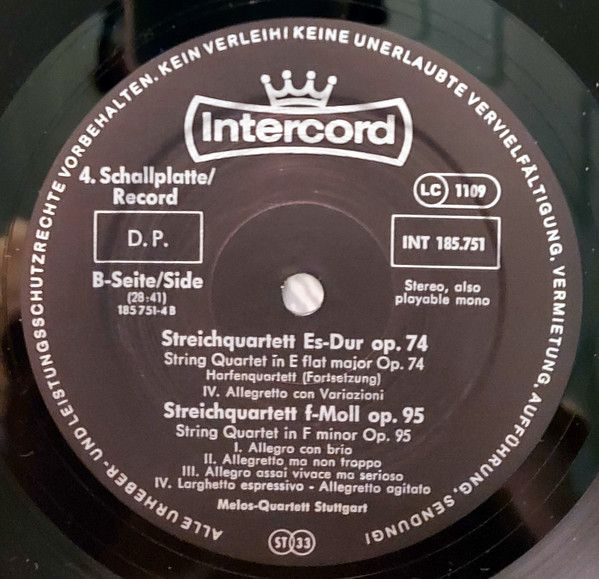 ALLE URHEBER- UND LEISTUNGSSCHUTZRECHTE VORBEHALTEN. KEIN VERLEIH! KEINE UNERLAUBTE VERVIELFÄLTIGUNG, VERMIETUNG, AUFFÜHRUNG, SENDUNG!
Intercord
4. Schallplatte/
Record
LC 1109
D.P.
INT 185.751
B-Seite/Side
(28:41)
185751-4B
Stereo, also
playable mono
Streichquartett Es-Dur op. 74
String Quartet in E flat major Op. 74
Harfenquartett (Fortsetzung)
IV. Allegretto con Variazioni
Streichquartett f-Moll op. 95
String Quartet in F minor Op. 95
I. Allegro con brio
II. Allegretto ma non troppo
III. Allegro assai vivace ma serioso
IV. Larghetto espressivo - Allegretto agitato
Melos-Quartett Stuttgart
ST 33